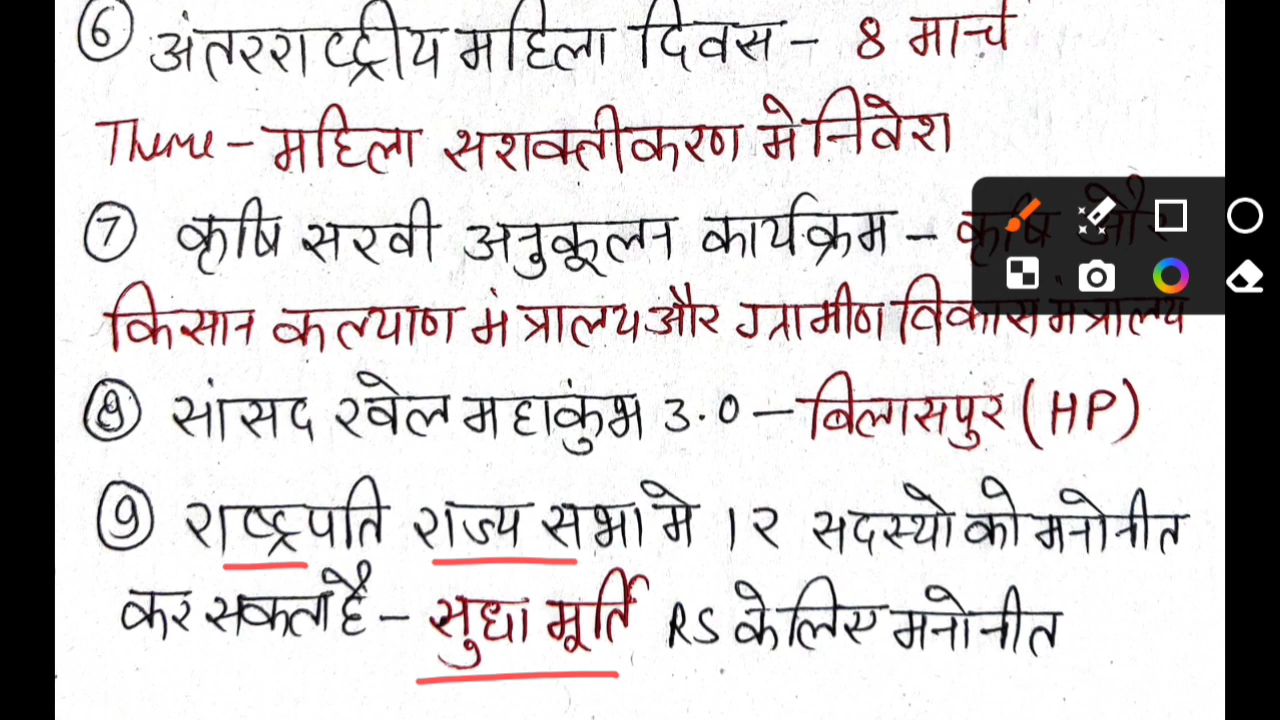 ⑥ अंतरराष्ट्रीय महिला दिवस - 8 मार्च
Theme - महिला सशक्तीकरण मे निवेश
⑦ कृषि सखी अनुकूलन कार्यक्रम - कृषि और
किसान कल्याण मंत्रालय और ग्रामीण विकास मंत्रालय
⑧ सांसद खेल महाकुंभ 3.0 - बिलासपुर (HP)
⑨ राष्ट्रपति राज्य सभा मे 12 सदस्यो को मनोनीत
कर सकता है - सुधा मूर्ति RS के लिए मनोनीत